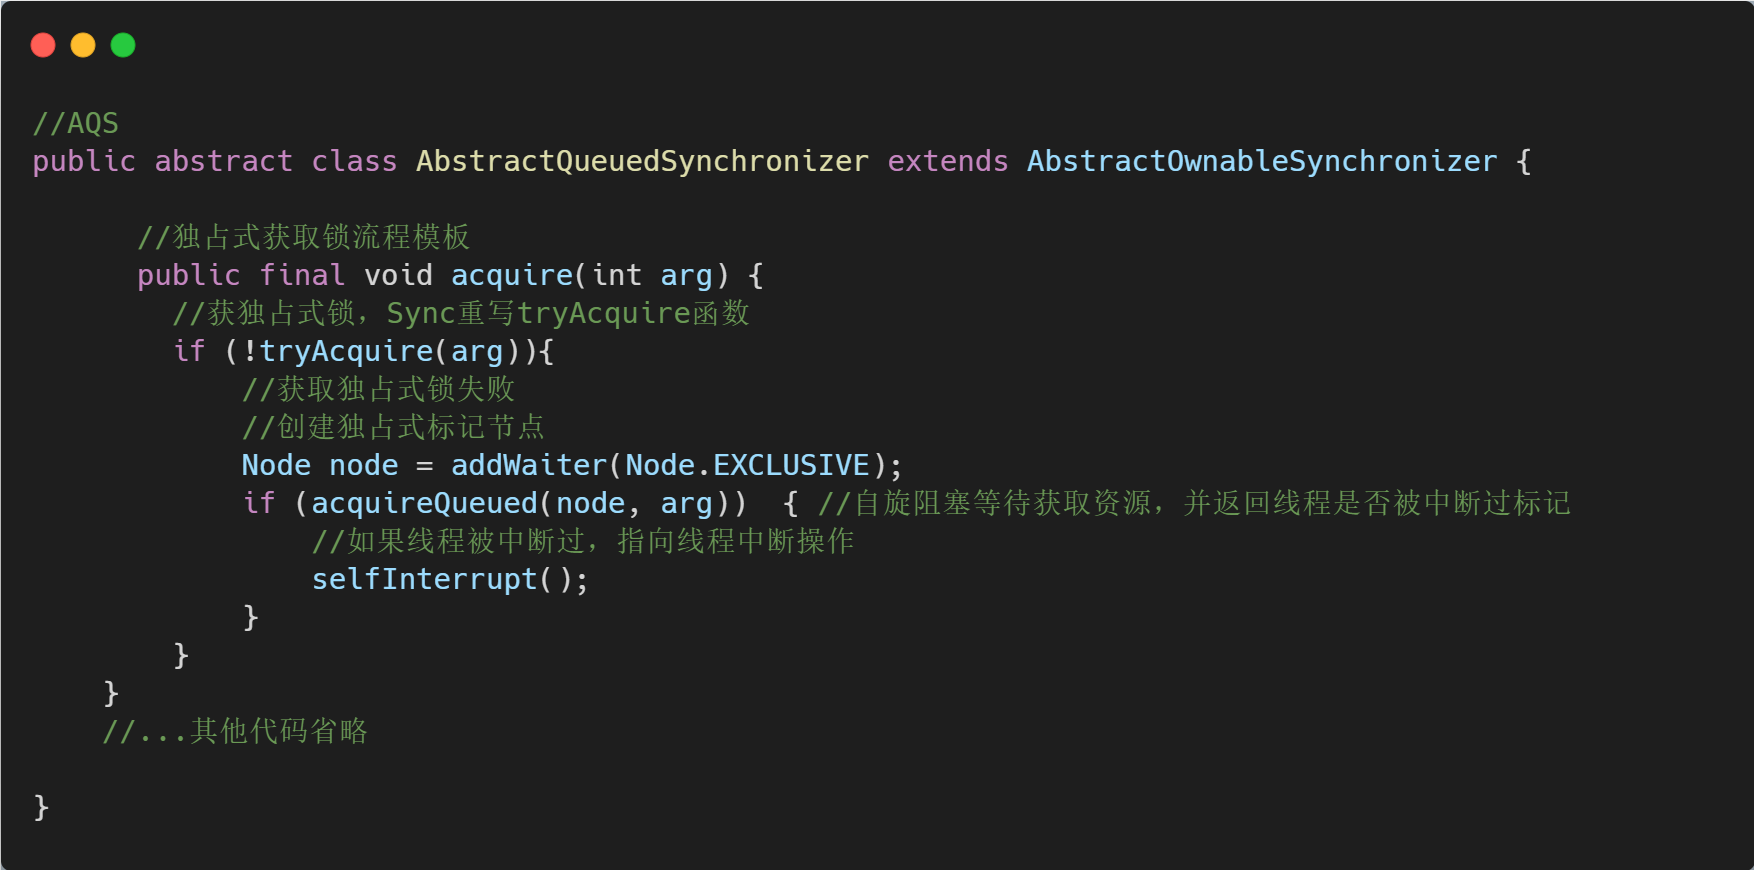 //AQS
public abstract class AbstractQueuedSynchronizer extends AbstractOwnableSynchronizer {
//独占式获取锁流程模板
public final void acquire(int arg) {
//获独占式锁，Sync重写tryAcquire函数
if (!tryAcquire(arg)){
//获取独占式锁失败
//创建独占式标记节点
Node node = addWaiter(Node.EXCLUSIVE);
if (acquireQueued(node, arg))  { //自旋阻塞等待获取资源，并返回线程是否被中断过标记
//如果线程被中断过，指向线程中断操作
selfInterrupt();
}
}
}
//...其他代码省略
}